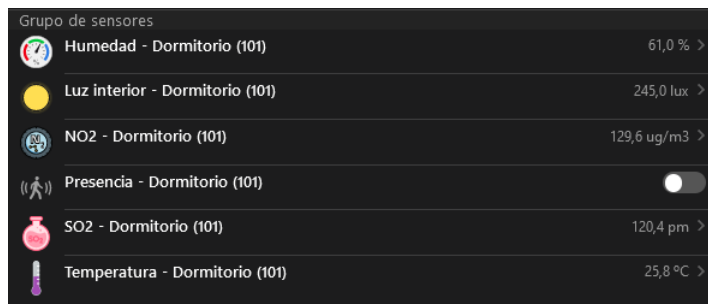 Grupo de sensores
Humedad - Dormitorio (101) 61,0 %
Luz interior - Dormitorio (101) 245,0 lux
NO2 - Dormitorio (101) 129,6 ug/m3
Presencia - Dormitorio (101)
SO2 - Dormitorio (101) 120,4 pm
Temperatura - Dormitorio (101) 25,8 ºC